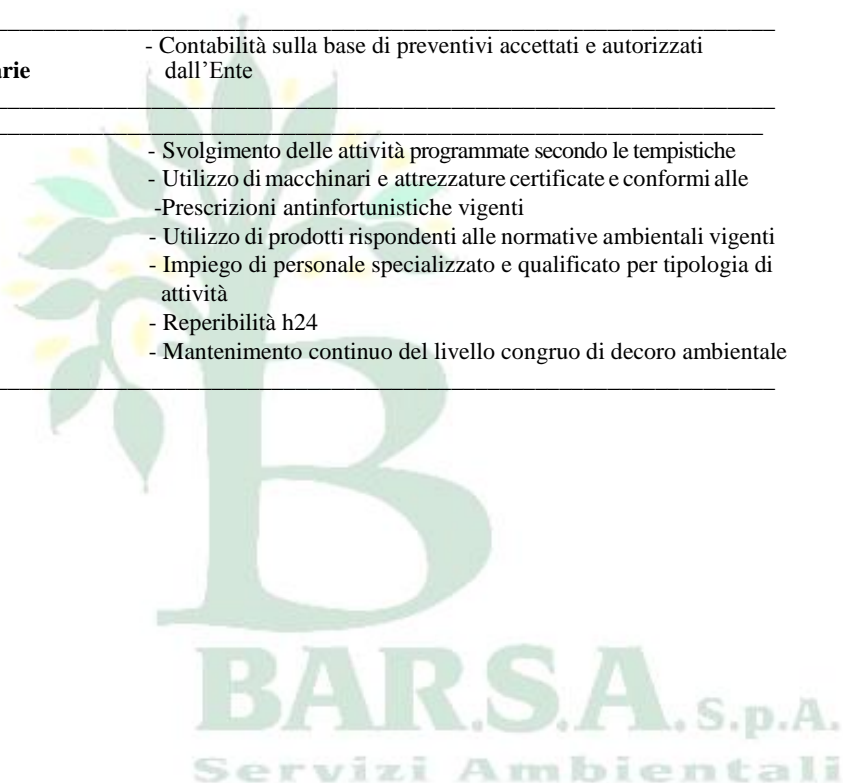 - Contabilità sulla base di preventivi accettati e autorizzati
arie dall'Ente
- Svolgimento delle attività programmate secondo le tempistiche
- Utilizzo di macchinari e attrezzature certificate e conformi alle
-Prescrizioni antinfortunistiche vigenti
- Utilizzo di prodotti rispondenti alle normative ambientali vigenti
- Impiego di personale specializzato e qualificato per tipologia di
attività
- Reperibilità h24
- Mantenimento continuo del livello congruo di decoro ambientale
B
BAR.S.A. S.p.A.
Servizi Ambientali